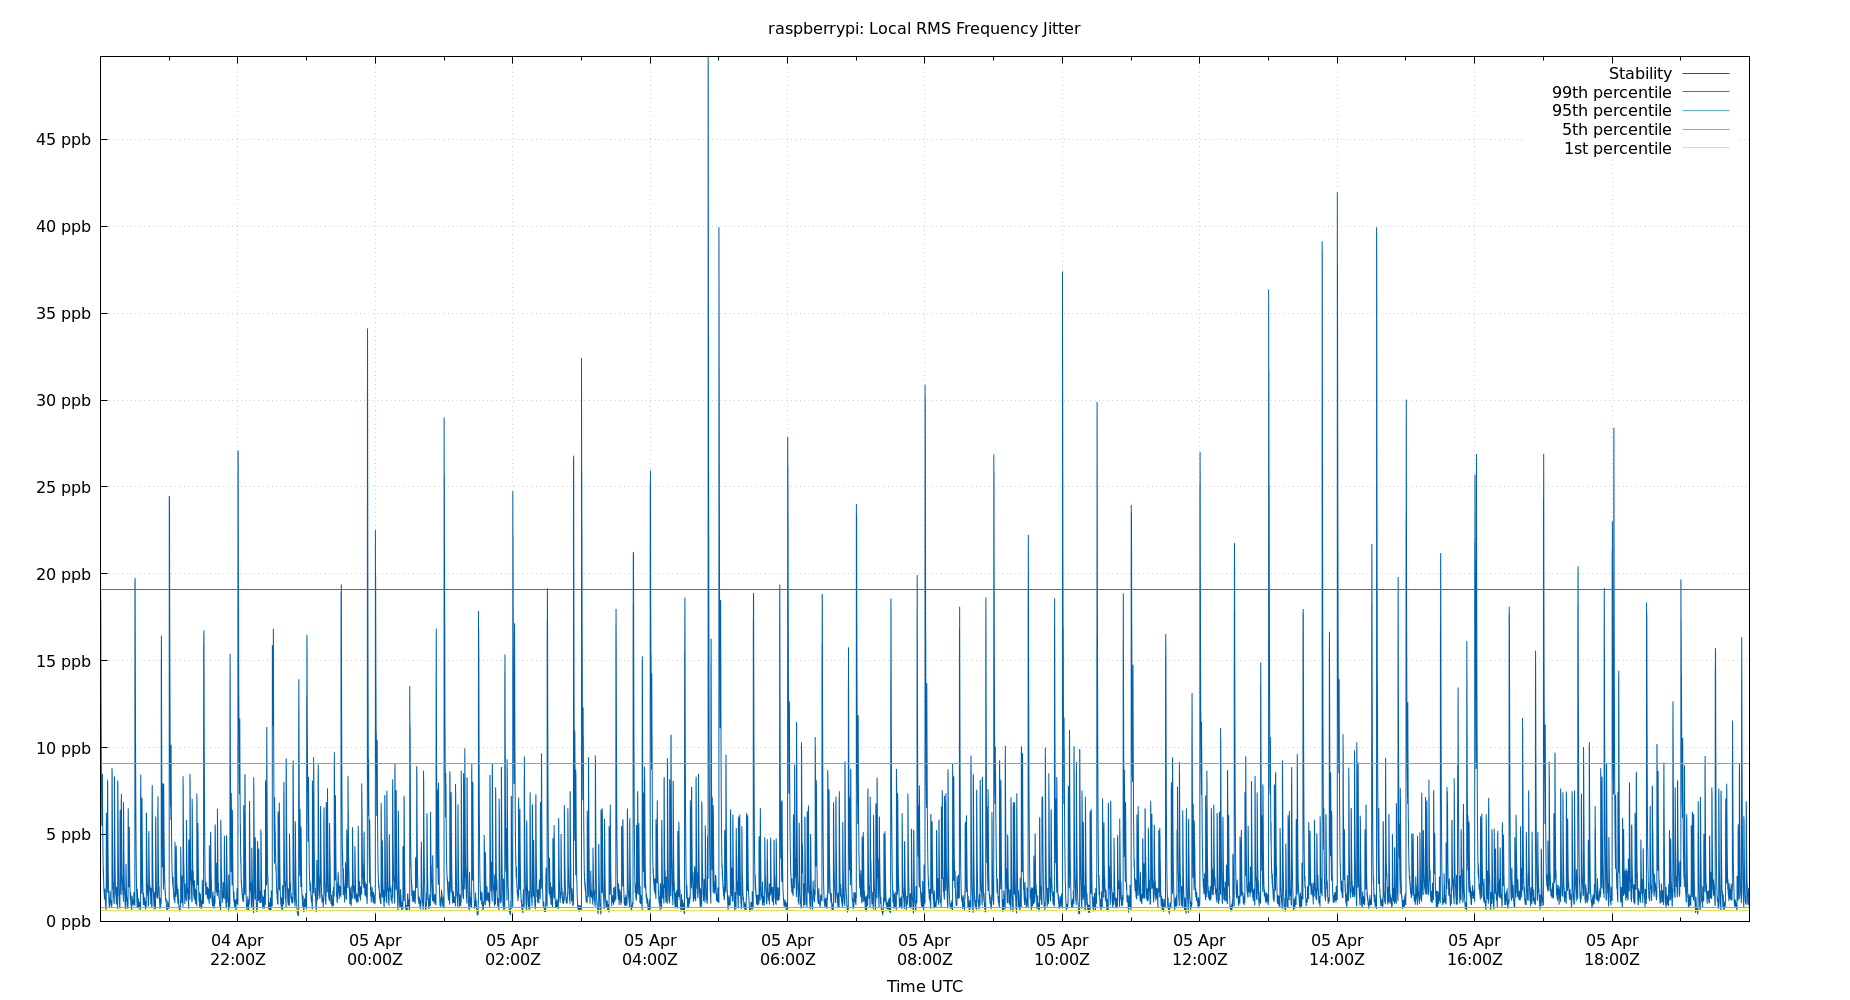 raspberrypi: Local RMS Frequency Jitter
Stability
99th percentile
95th percentile
5th percentile
1st percentile
45 ppb
40 ppb
35 ppb
30 ppb
25 ppb
20 ppb
15 ppb
10 ppb
5 ppb
0 ppb
04 Apr 05 Apr 05 Apr 05 Apr 05 Apr 05 Apr 05 Apr 05 Apr 05 Apr 05 Apr 05 Apr
22:00Z 00:00Z 02:00Z 04:00Z 06:00Z 08:00Z 10:00Z 12:00Z 14:00Z 16:00Z 18:00Z
Time UTC